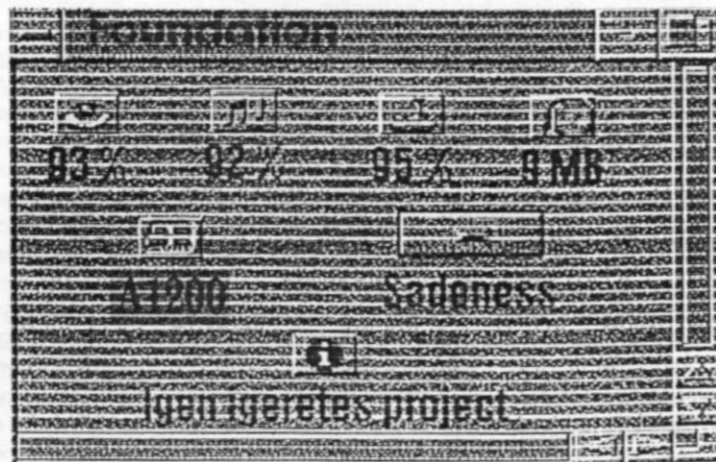 Foundation
93% 92% 95% 9 MB
A1200 Sadeness
Igen igeretes project